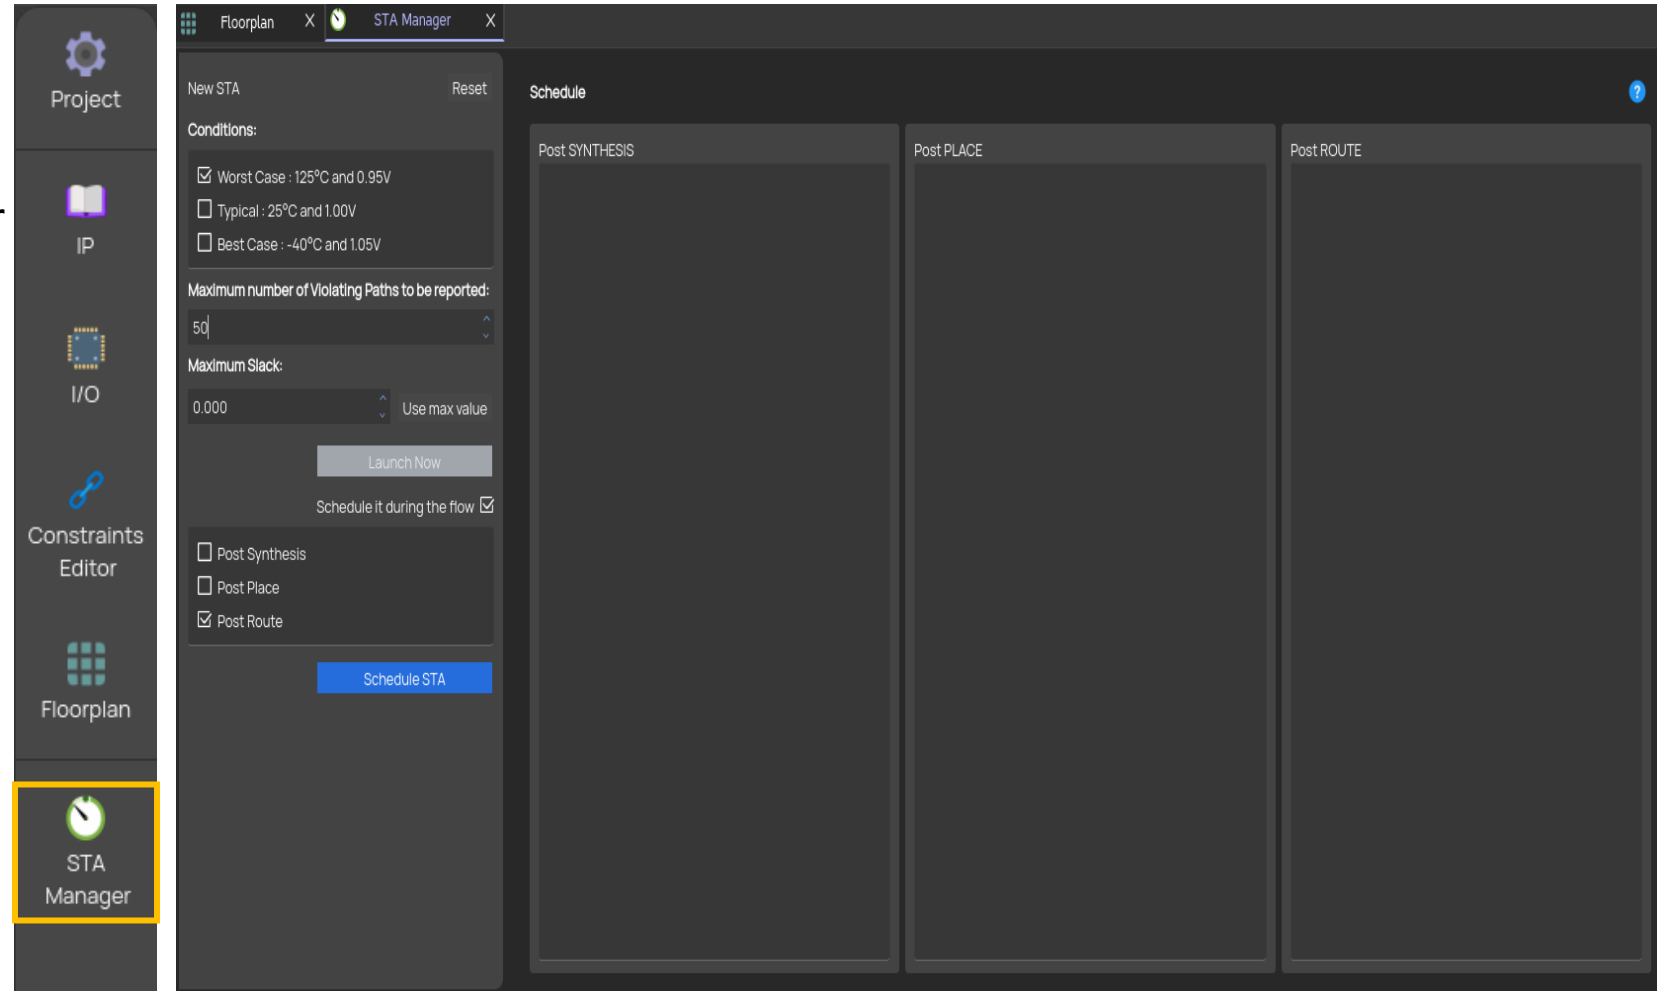 Project
IP
I/O
Constraints
Editor
Floorplan
STA
Manager
Floorplan X
STA Manager X
New STA Reset
Conditions:
Worst Case : 125°C and 0.95V
Typical : 25°C and 1.00V
Best Case : -40°C and 1.05V
Maximum number of Violating Paths to be reported:
50
Maximum Slack:
0.000 Use max value
Launch Now
Schedule it during the flow
Post Synthesis
Post Place
Post Route
Schedule STA
Schedule ?
Post SYNTHESIS
Post PLACE
Post ROUTE